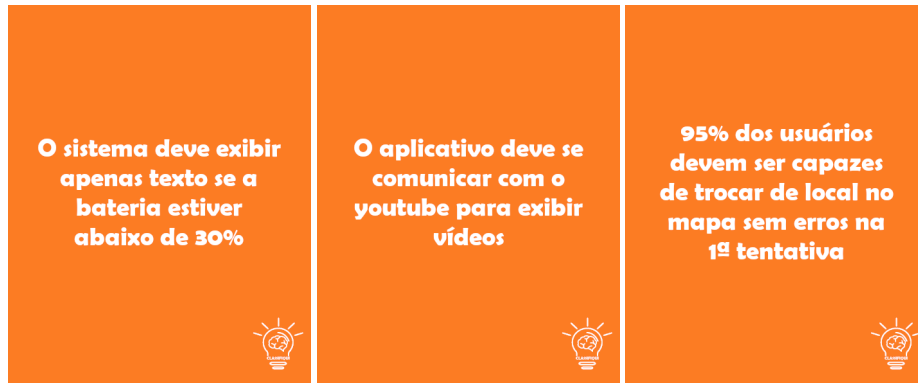 O sistema deve exibir
apenas texto se a
bateria estiver
abaixo de 30%
O aplicativo deve se
comunicar com o
youtube para exibir
vídeos
95% dos usuários
devem ser capazes
de trocar de local no
mapa sem erros na
1ª tentativa